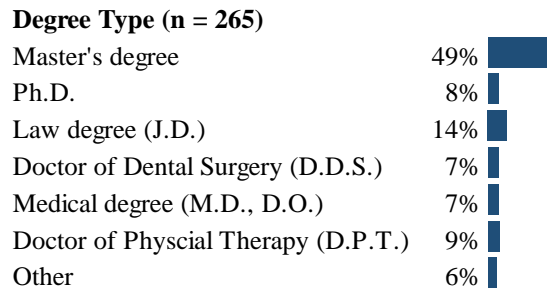 Degree Type (n = 265)
Master's degree 49%
Ph.D. 8%
Law degree (J.D.) 14%
Doctor of Dental Surgery (D.D.S.) 7%
Medical degree (M.D., D.O.) 7%
Doctor of Physcial Therapy (D.P.T.) 9%
Other 6%